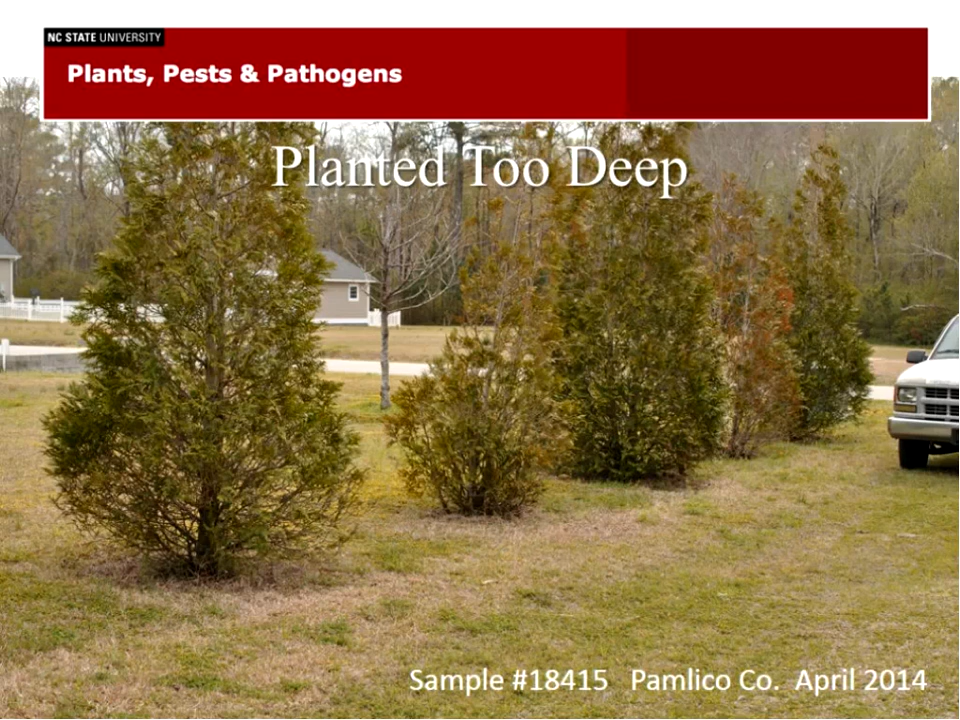 NC STATE UNIVERSITY
Plants, Pests & Pathogens
Planted Too Deep
Sample #18415 Pamlico Co. April 2014